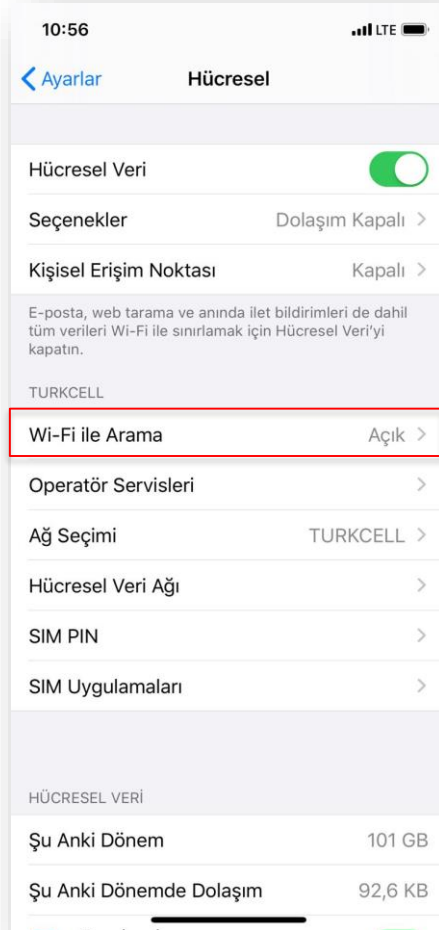 10:56 LTE
Ayarlar Hücresel
Hücresel Veri
Seçenekler Dolaşım Kapalı
Kişisel Erişim Noktası Kapalı
E-posta, web tarama ve anında ilet bildirimleri de dahil
tüm verileri Wi-Fi ile sınırlamak için Hücresel Veri’yi
kapatın.
TURKCELL
Wi-Fi ile Arama Açık
Operatör Servisleri
Ağ Seçimi TURKCELL
Hücresel Veri Ağı
SIM PIN
SIM Uygulamaları
HÜCRESEL VERİ
Şu Anki Dönem 101 GB
Şu Anki Dönemde Dolaşım 92,6 KB